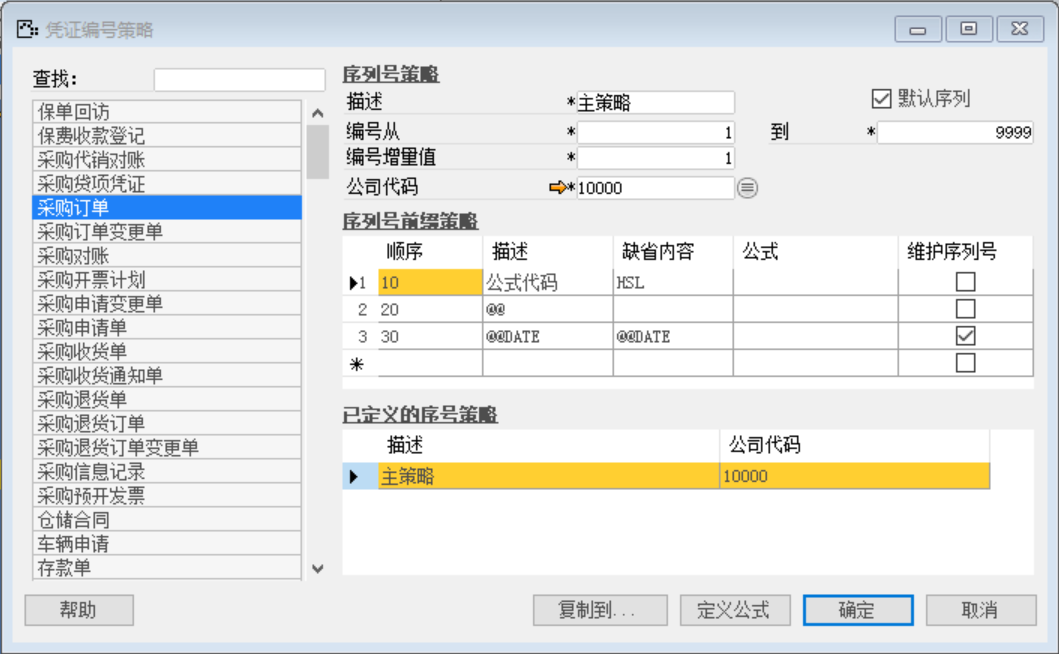 凭证编号策略
查找:
保单回访
保费收款登记
采购代销对账
采购贷项凭证
采购订单
采购订单变更单
采购对账
采购开票计划
采购申请变更单
采购申请单
采购收货单
采购收货通知单
采购退货单
采购退货订单
采购退货订单变更单
采购信息记录
采购预开发票
仓储合同
车辆申请
存款单
序列号策略
描述 *主策略 默认序列
编号从 * 1 到 * 9999
编号增量值 * 1
公司代码 *10000
序列号前缀策略
顺序 描述 缺省内容 公式 维护序列号
1 10 公式代码 HSL
2 20 @@
3 30 @@DATE @@DATE
*
已定义的序号策略
描述 公司代码
主策略 10000
帮助 复制到... 定义公式 确定 取消